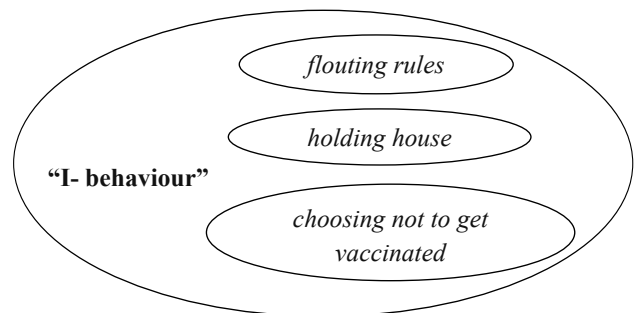 flouting rules
holding house
“I- behaviour”
choosing not to get
vaccinated